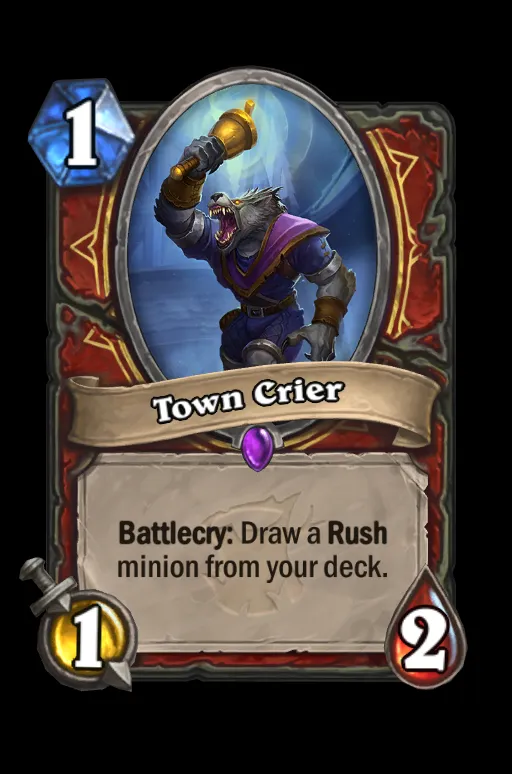 1
Town Crier
Battlecry: Draw a Rush
minion from your deck.
1
2